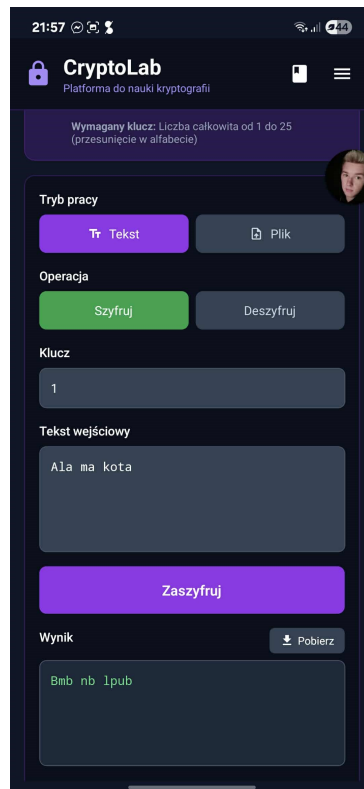 21:57
44
CryptoLab
Platforma do nauki kryptografii
Wymagany klucz: Liczba całkowita od 1 do 25
(przesunięcie w alfabecie)
Tryb pracy
Tt Tekst
Plik
Operacja
Szyfruj
Deszyfruj
Klucz
1
Tekst wejściowy
Ala ma kota
Zaszyfruj
Wynik
Pobierz
Bmb nb lpub